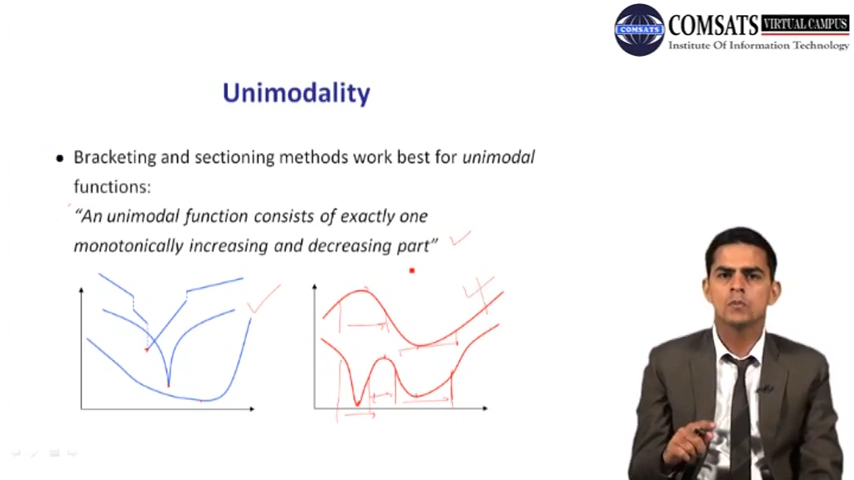 COMSATS
COMSATS VIRTUAL CAMPUS
Institute Of Information Technology
Unimodality
• Bracketing and sectioning methods work best for unimodal
functions:
“An unimodal function consists of exactly one
monotonically increasing and decreasing part”